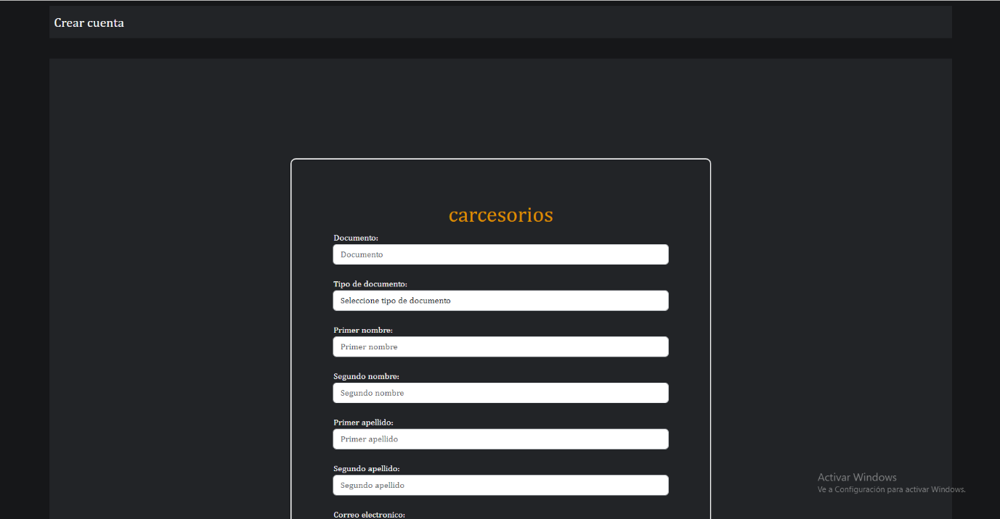 Crear cuenta
carcesorios
Documento:
Documento
Tipo de documento:
Seleccione tipo de documento
Primer nombre:
Primer nombre
Segundo nombre:
Segundo nombre
Primer apellido:
Primer apellido
Segundo apellido:
Segundo apellido
Correo electronico:
Activar Windows
Ve a Configuración para activar Windows.